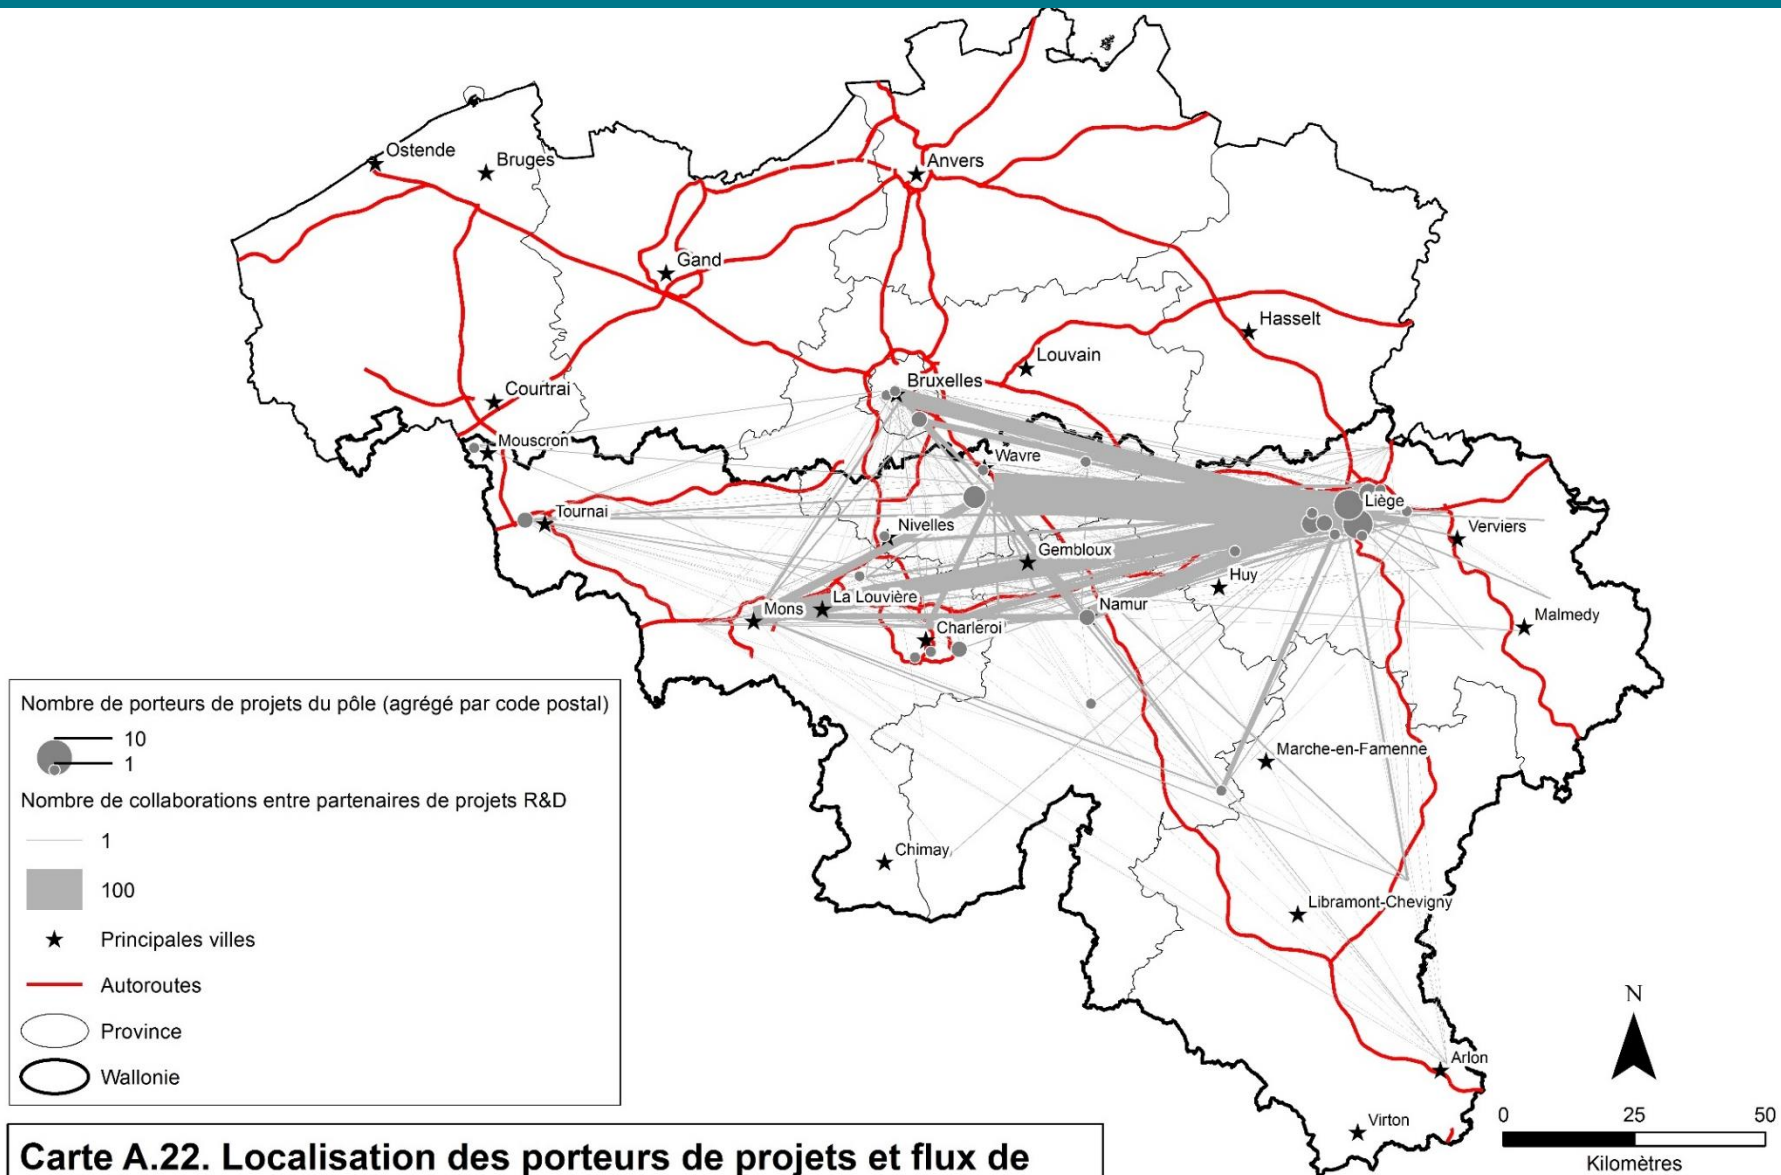 Ostende
Bruges
Anvers
Gand
Hasselt
Louvain
Bruxelles
Courtrai
Mouscron
Wavre
Liège
Tournai
Nivelles
Verviers
Gembloux
Huy
Mons
La Louvière
Namur
Malmedy
Charleroi
Marche-en-Famenne
Chimay
Libramont-Chevigny
Arlon
Virton
Nombre de porteurs de projets du pôle (agrégé par code postal)
10
1
Nombre de collaborations entre partenaires de projets R&D
1
100
Principales villes
Autoroutes
Province
Wallonie
N
0 25 50
Kilomètres
Carte A.22. Localisation des porteurs de projets et flux de